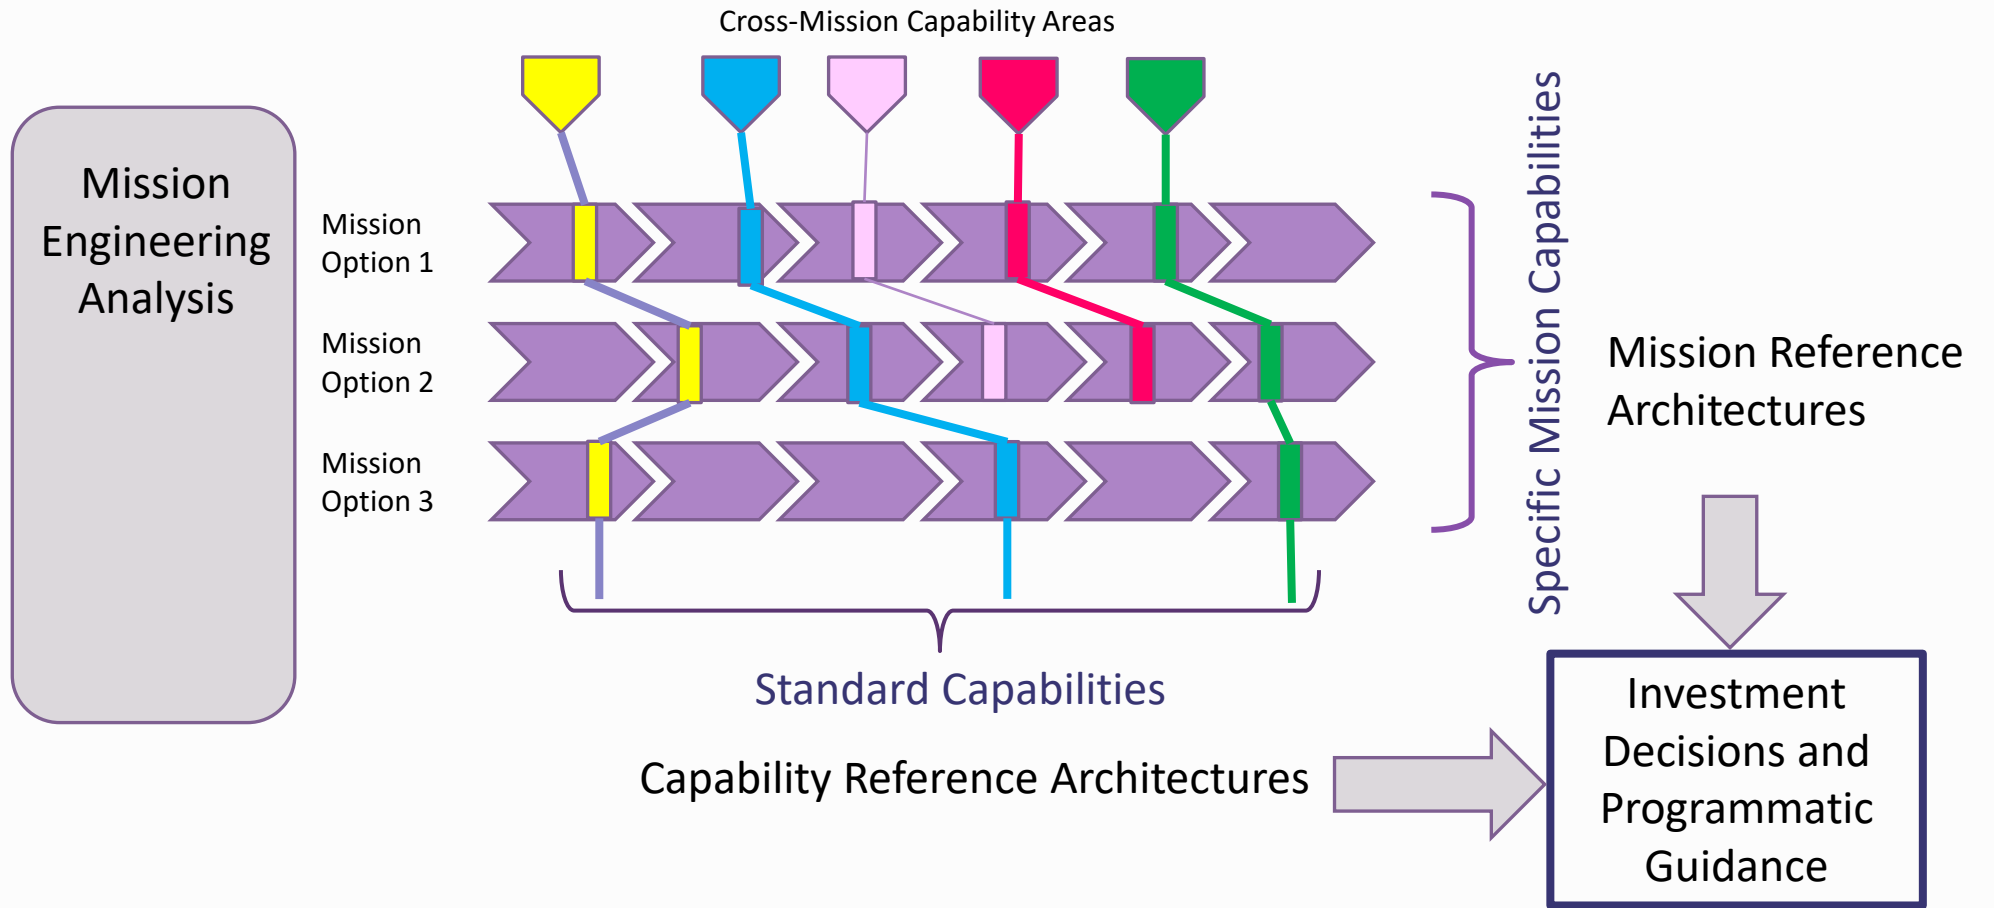 Cross-Mission Capability Areas
Mission
Engineering
Analysis
Mission
Option 1
Mission
Option 2
Mission
Option 3
Specific Mission Capabilities
Mission Reference
Architectures
Standard Capabilities
Capability Reference Architectures
Investment
Decisions and
Programmatic
Guidance